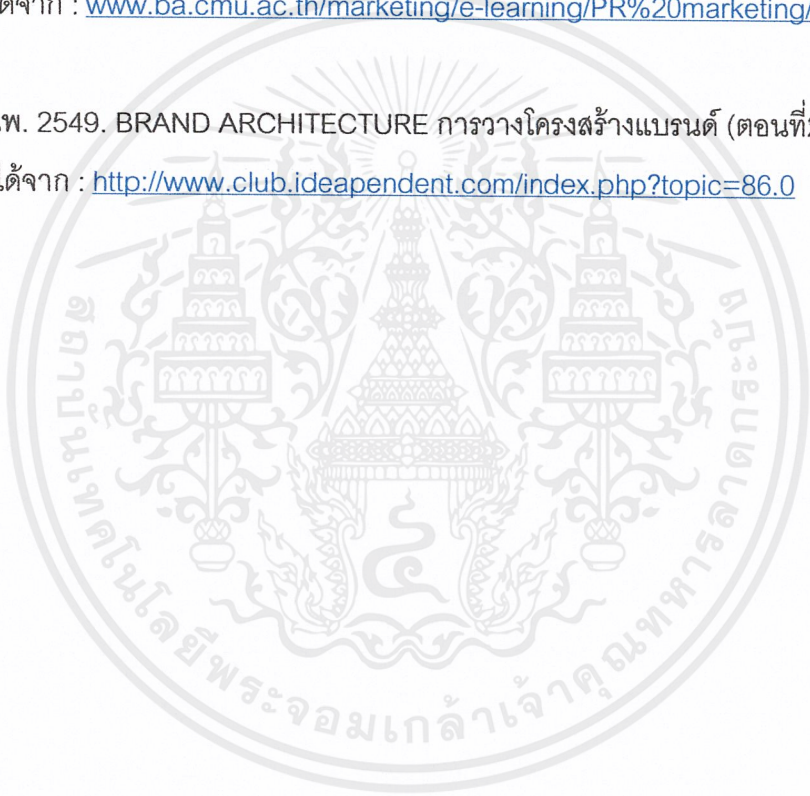 ได้จาก : www.ba.cmu.ac.th/marketing/e-learning/PR%20marketing/
พ. 2549. BRAND ARCHITECTURE การวางโครงสร้างแบรนด์ (ตอนที่
ได้จาก : http://www.club.ideapendent.com/index.php?topic=86.0
สถาบันเทคโนโลยีพระจอมเกล้าเจ้าคุณทหารลาดกระบัง